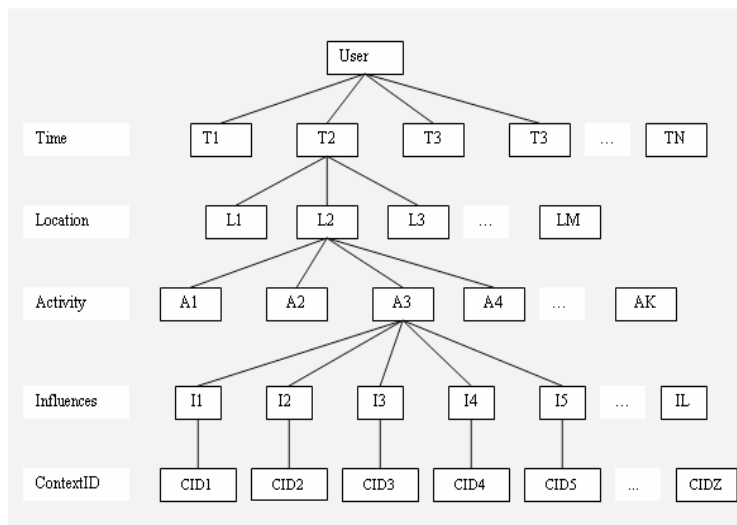 User
Time T1 T2 T3 T3 ... TN
Location L1 L2 L3 ... LM
Activity A1 A2 A3 A4 ... AK
Influences I1 I2 I3 I4 I5 ... IL
ContextID CID1 CID2 CID3 CID4 CID5 ... CIDZ